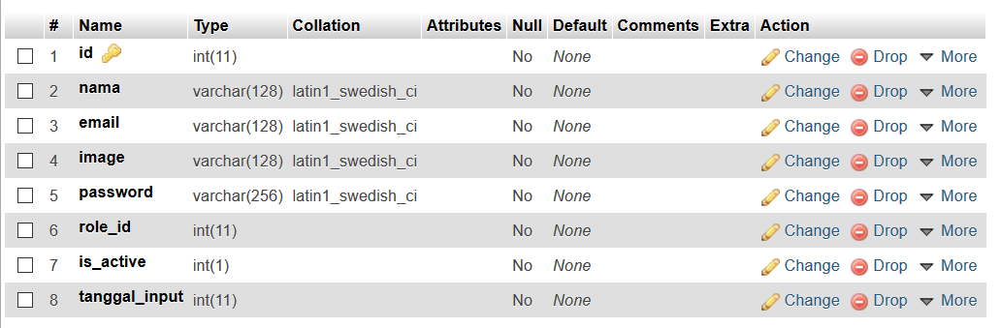 # Name Type Collation Attributes Null Default Comments Extra Action
1 id int(11) No None Change Drop More
2 nama varchar(128) latin1_swedish_ci No None Change Drop More
3 email varchar(128) latin1_swedish_ci No None Change Drop More
4 image varchar(128) latin1_swedish_ci No None Change Drop More
5 password varchar(256) latin1_swedish_ci No None Change Drop More
6 role_id int(11) No None Change Drop More
7 is_active int(1) No None Change Drop More
8 tanggal_input int(11) No None Change Drop More